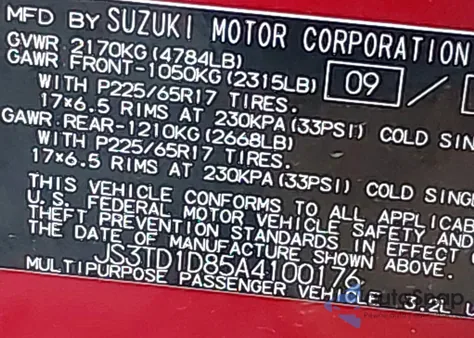 MFD BY SUZUKI MOTOR CORPORATION
GVWR 2170KG (4784LB)
GAWR FRONT-1050KG (2315LB) 09 /
WITH P225/65R17 TIRES.
17×6.5 RIMS AT 230KPA (33PSI) COLD SIN
GAWR REAR-1210KG (2668LB)
WITH P225/65R17 TIRES.
17×6.5 RIMS AT 230KPA (33PSI) COLD SING
THIS VEHICLE CONFORMS TO ALL APPLICAB
U.S. FEDERAL MOTOR VEHICLE SAFETY AND
THEFT PREVENTION STANDARDS IN EFFECT O
THE DATE OF MANUFACTURE SHOWN ABOVE.
JS3TD1D85A4100176
MULTIPURPOSE PASSENGER VEHICLE 3.2L U
AutoSnap